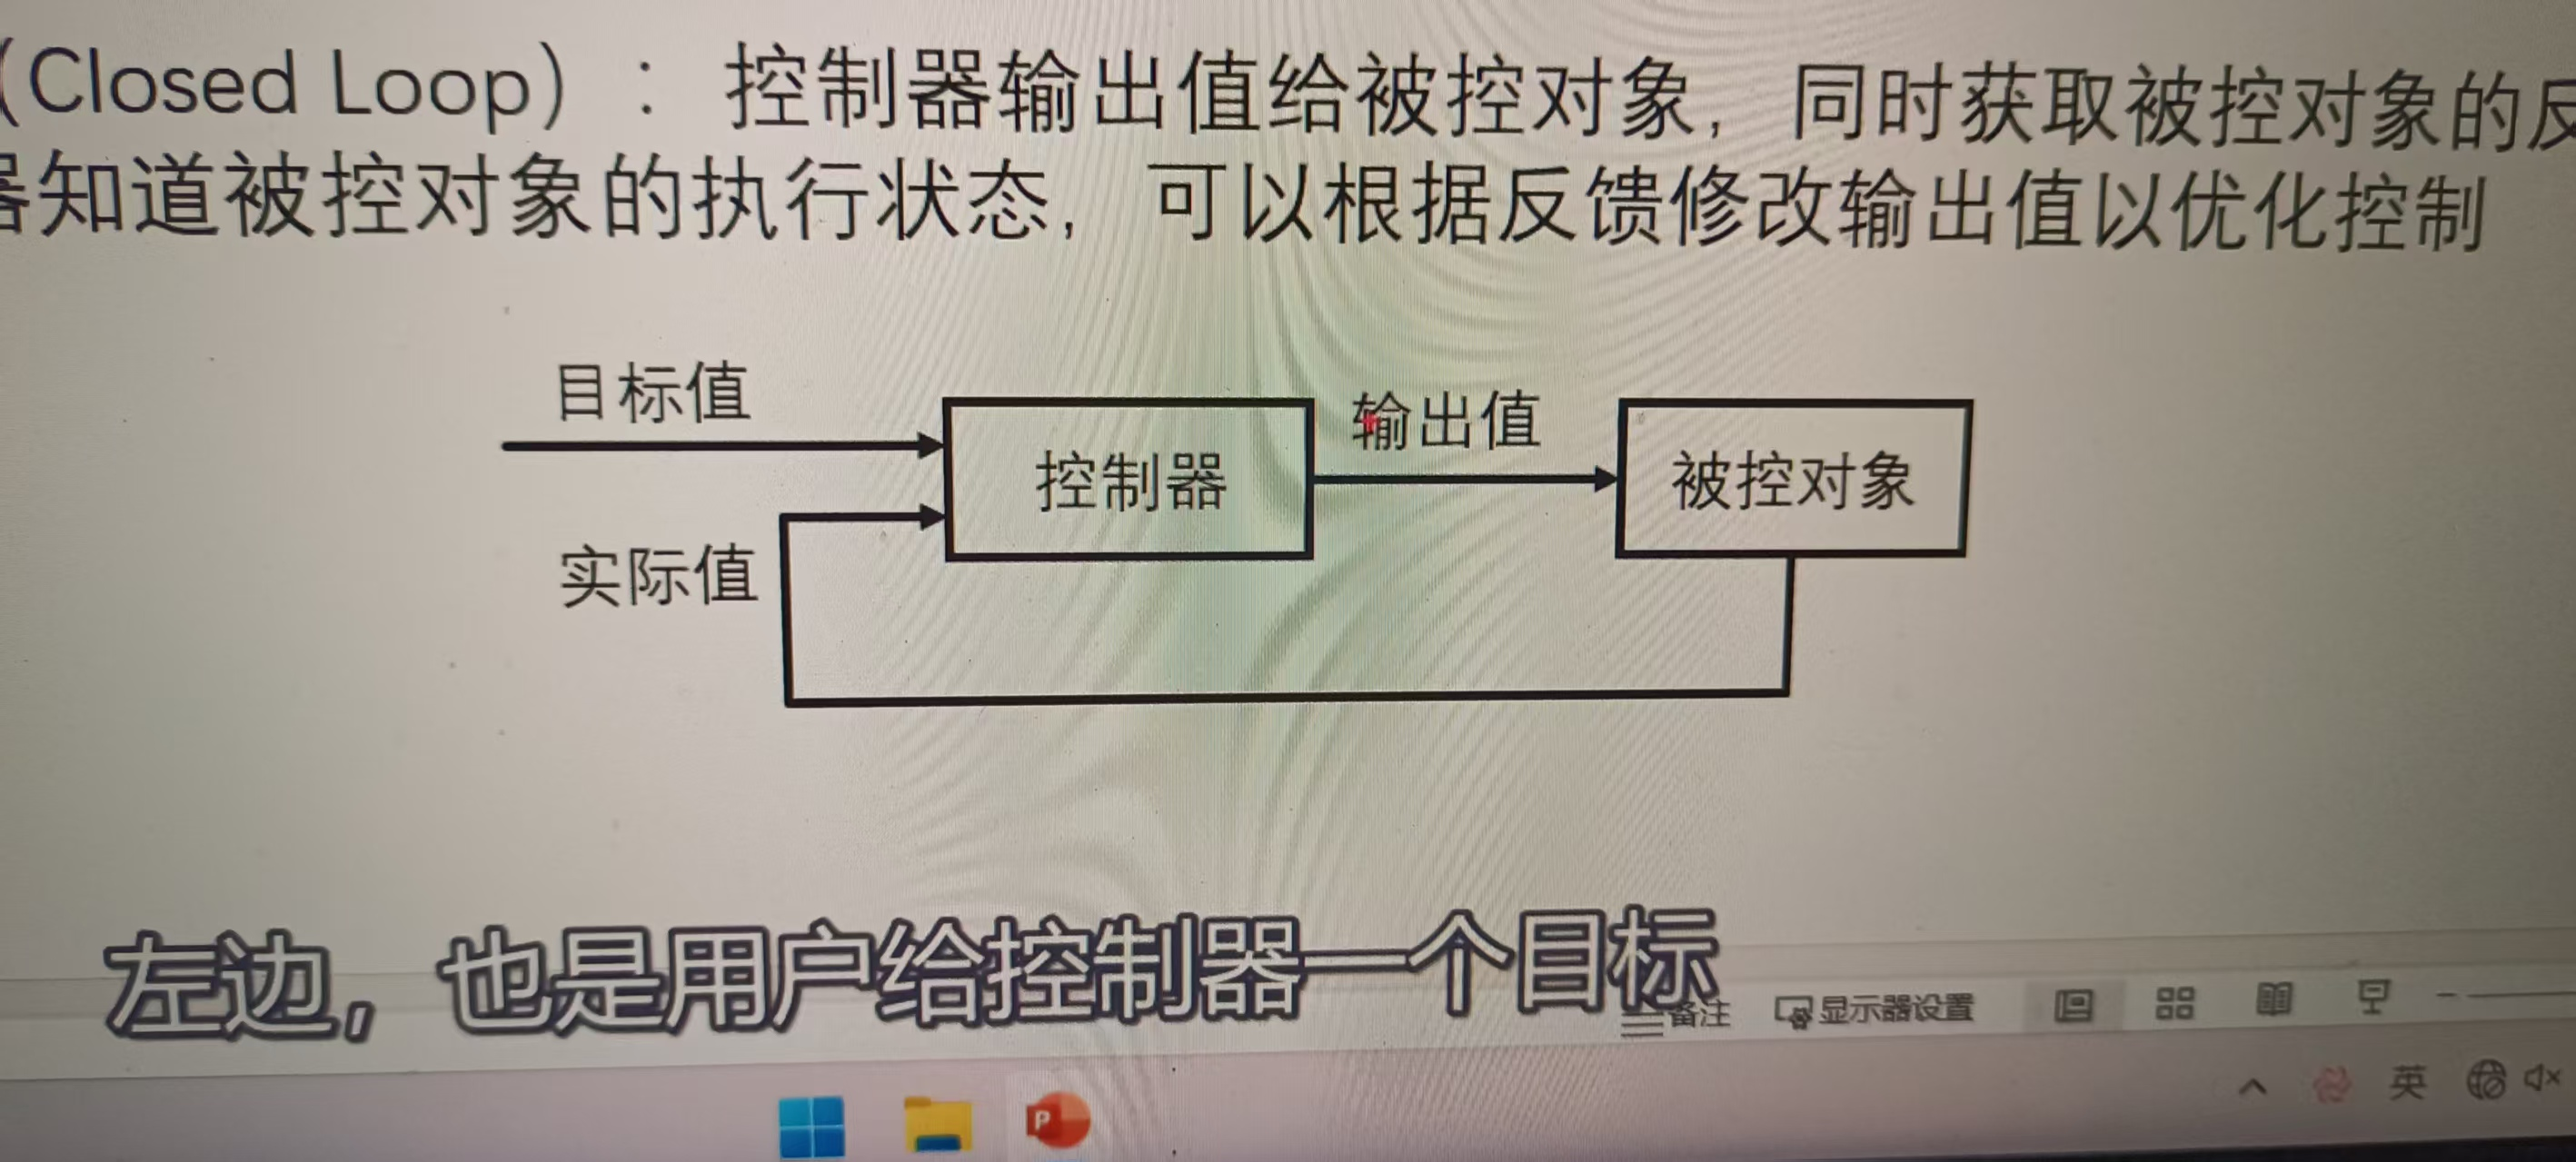 (Closed Loop)：控制器输出值给被控对象，同时获取被控对象的反
器知道被控对象的执行状态，可以根据反馈修改输出值以优化控制
目标值
控制器
输出值
被控对象
实际值
左边，也是用户给控制器一个目标
备注 显示器设置
P
英